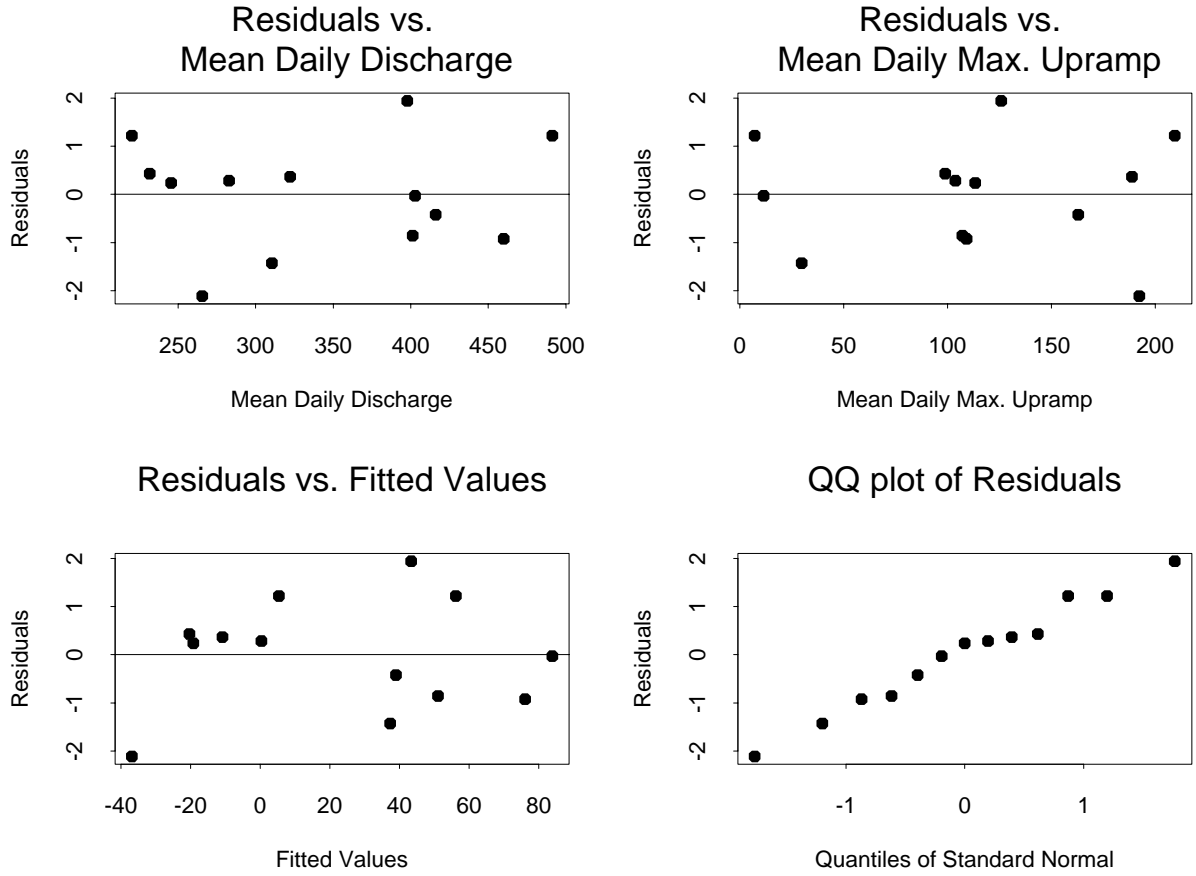 Residuals vs.
Mean Daily Discharge
2
1
0
-1
-2
Residuals
250 300 350 400 450 500
Mean Daily Discharge
Residuals vs.
Mean Daily Max. Upramp
2
1
0
-1
-2
Residuals
0 50 100 150 200
Mean Daily Max. Upramp
Residuals vs. Fitted Values
2
1
0
-1
-2
Residuals
-40 -20 0 20 40 60 80
Fitted Values
QQ plot of Residuals
2
1
0
-1
-2
Residuals
-1 0 1
Quantiles of Standard Normal